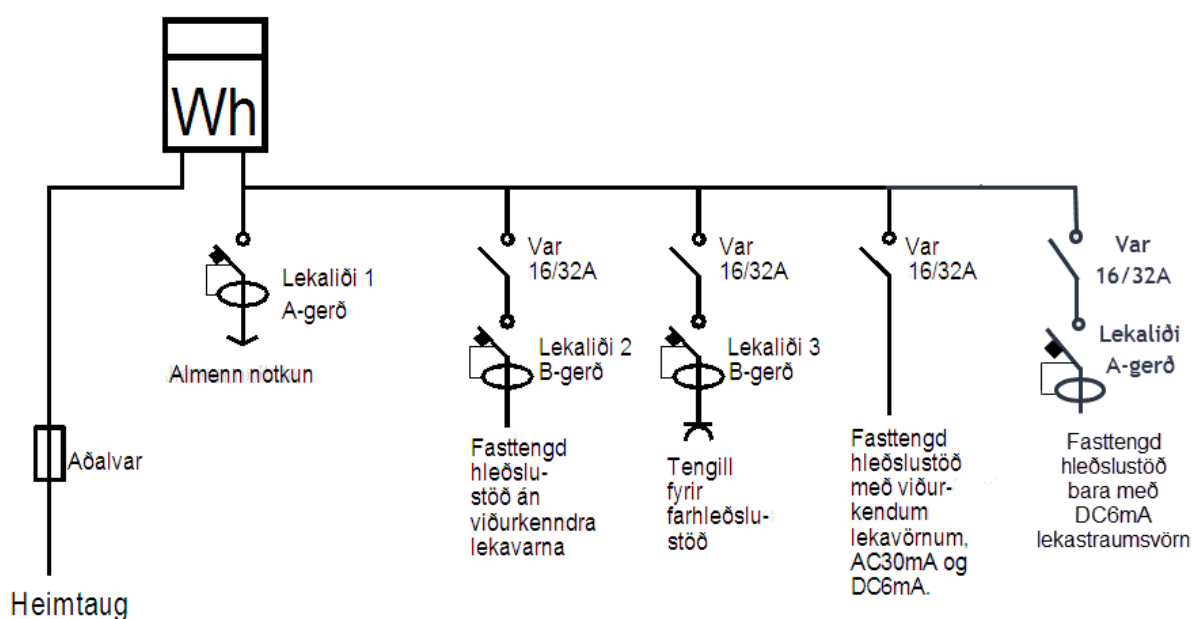 Wh
Lekaliði 1
A-gerð
Almenn notkun
Aðalvar
Heimtaug
Var
16/32A
Lekaliði 2
B-gerð
Fasttengd
hleðslu-
stöð án
viðurkenndra
lekavarna
Var
16/32A
Lekaliði 3
B-gerð
Tengill
fyrir
farhleðslu-
stöð
Var
16/32A
Fasttengd
hleðslustöð
með viður-
kendum
lekavörnum,
AC30mA og
DC6mA.
Var
16/32A
Lekaliði
A-gerð
Fasttengd
hleðslustöð
bara með
DC6mA
lekastraumsvörn